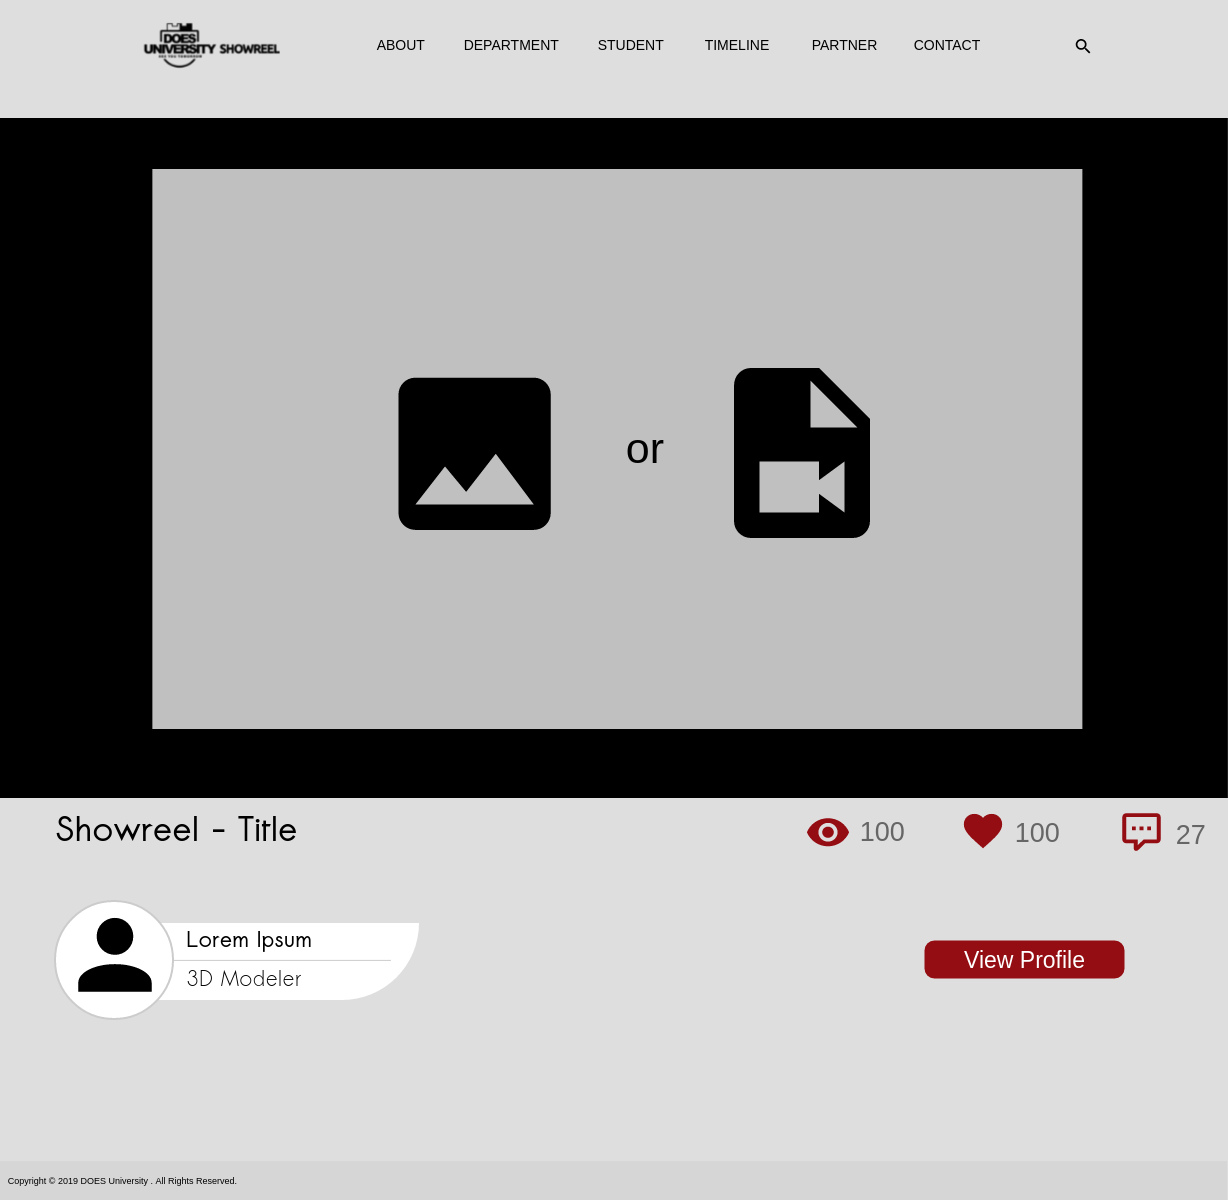 DOES
UNIVERSITY SHOWREEL
ABOUT DEPARTMENT STUDENT TIMELINE PARTNER CONTACT
or
Showreel - Title
100 100 27
Lorem Ipsum
3D Modeler
View Profile
Copyright © 2019 DOES University . All Rights Reserved.